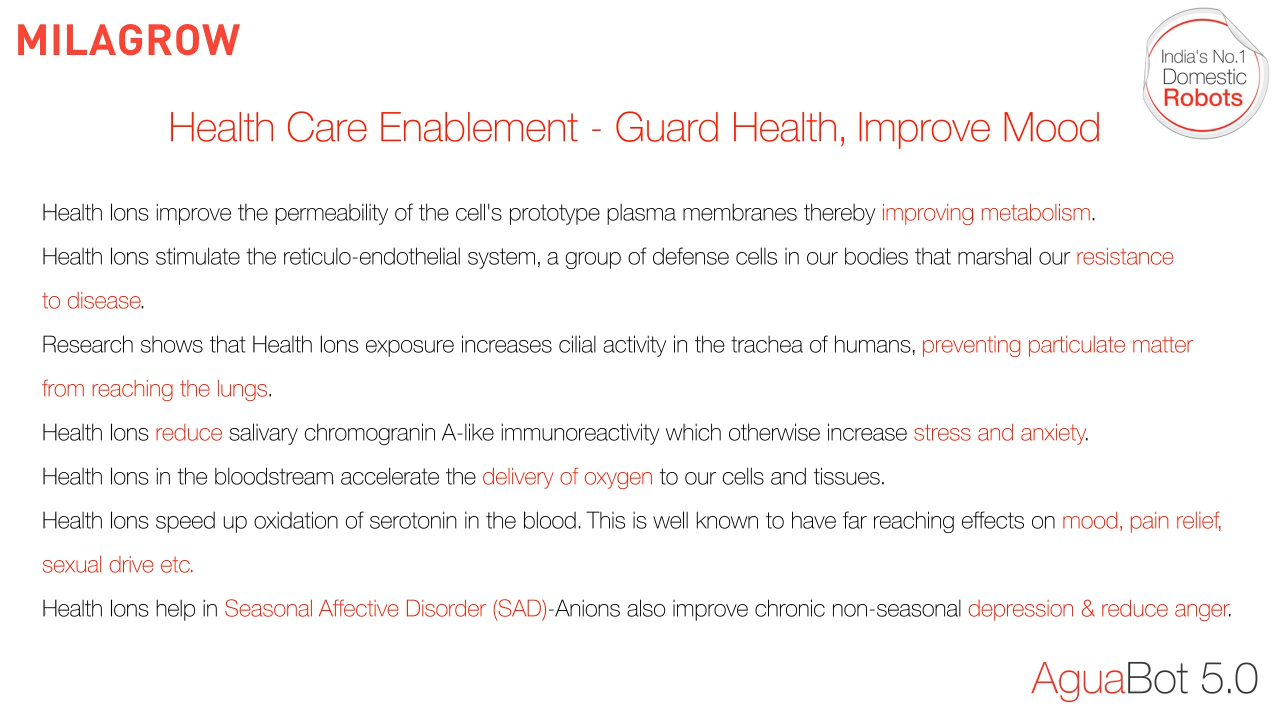 MILAGROW
India's No.1
Domestic
Robots
Health Care Enablement - Guard Health, Improve Mood
Health Ions improve the permeability of the cell's prototype plasma membranes thereby improving metabolism.
Health Ions stimulate the reticulo-endothelial system, a group of defense cells in our bodies that marshal our resistance
to disease.
Research shows that Health Ions exposure increases cilial activity in the trachea of humans, preventing particulate matter
from reaching the lungs.
Health Ions reduce salivary chromogranin A-like immunoreactivity which otherwise increase stress and anxiety.
Health Ions in the bloodstream accelerate the delivery of oxygen to our cells and tissues.
Health Ions speed up oxidation of serotonin in the blood. This is well known to have far reaching effects on mood, pain relief,
sexual drive etc.
Health Ions help in Seasonal Affective Disorder (SAD)-Anions also improve chronic non-seasonal depression & reduce anger.
AguaBot 5.0